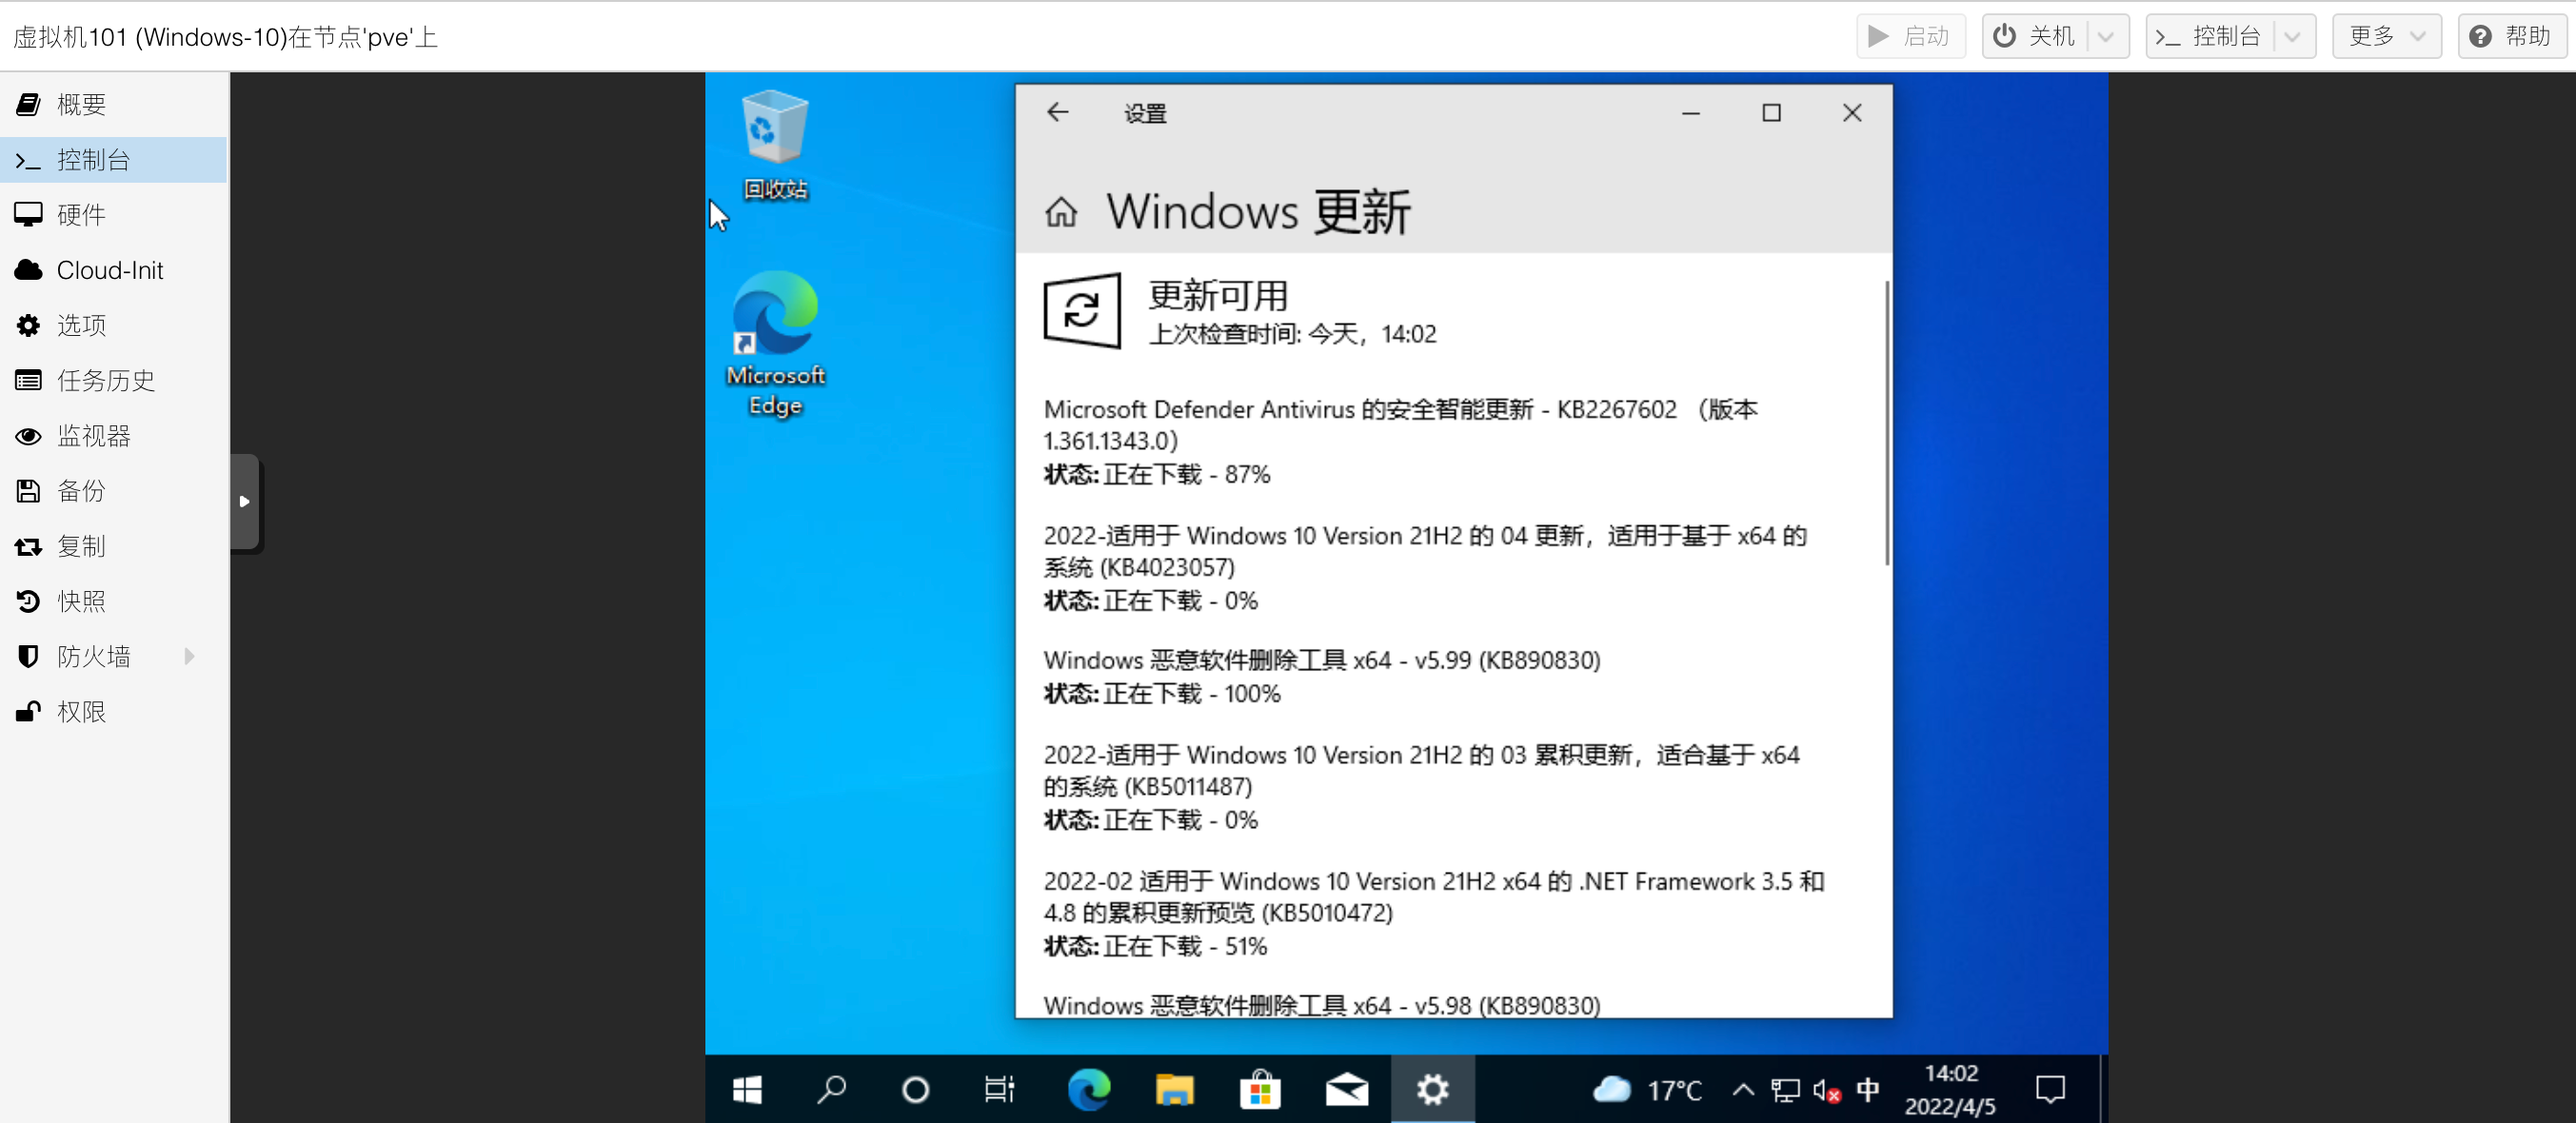 虚拟机101 (Windows-10)在节点'pve'上
启动
关机
控制台
更多
帮助
概要
控制台
硬件
Cloud-Init
选项
任务历史
监视器
备份
复制
快照
防火墙
权限
回收站
Microsoft
Edge
设置
Windows 更新
更新可用
上次检查时间: 今天，14:02
Microsoft Defender Antivirus 的安全智能更新 - KB2267602 （版本
1.361.1343.0）
状态: 正在下载 - 87%
2022-适用于 Windows 10 Version 21H2 的 04 更新，适用于基于 x64 的
系统 (KB4023057)
状态: 正在下载 - 0%
Windows 恶意软件删除工具 x64 - v5.99 (KB890830)
状态: 正在下载 - 100%
2022-适用于 Windows 10 Version 21H2 的 03 累积更新，适合基于 x64
的系统 (KB5011487)
状态: 正在下载 - 0%
2022-02 适用于 Windows 10 Version 21H2 x64 的 .NET Framework 3.5 和
4.8 的累积更新预览 (KB5010472)
状态: 正在下载 - 51%
Windows 恶意软件删除工具 x64 - v5.98 (KB890830)
17°C
中
14:02
2022/4/5